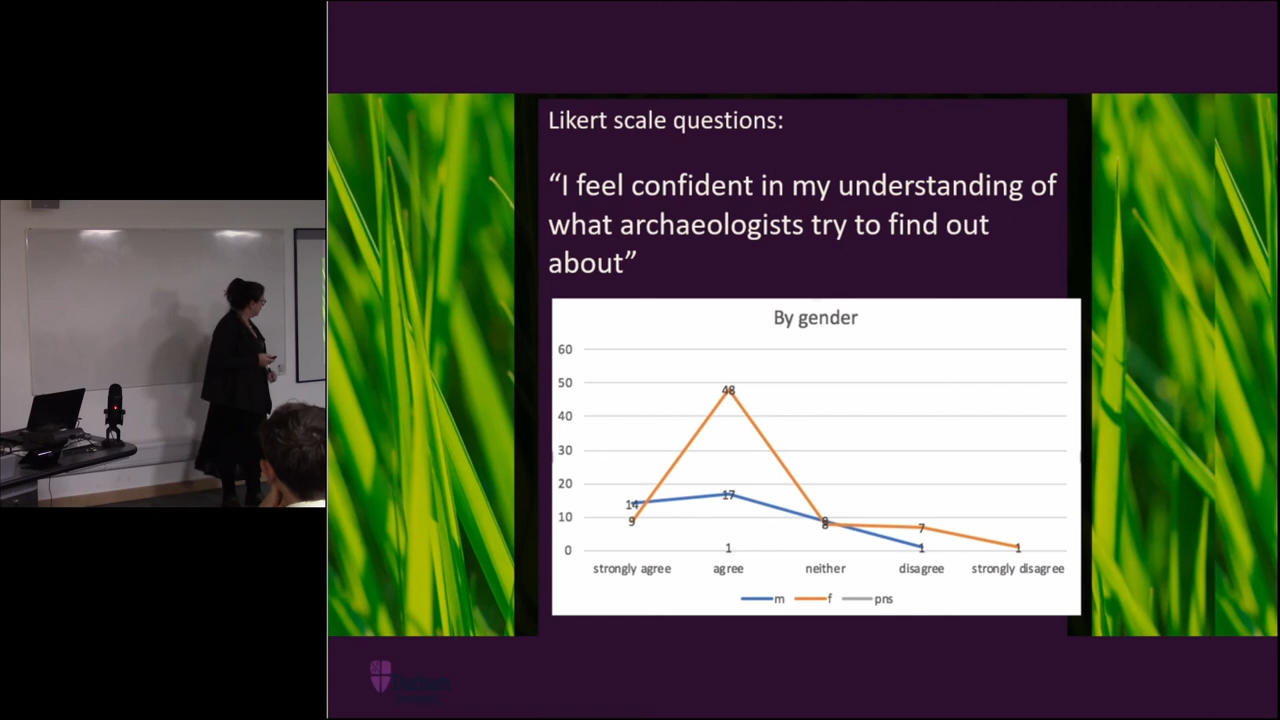 Likert scale questions:
“I feel confident in my understanding of
what archaeologists try to find out
about”
By gender
60
50
40
30
20
10
0
48
14
17
9
9
8
7
1
1
1
strongly agree
agree
neither
disagree
strongly disagree
m
f
pns
Durham